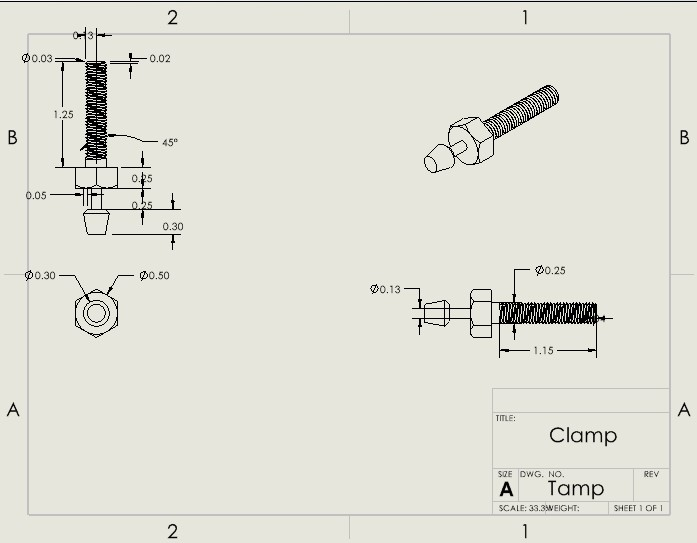 2 1
0.13
Ø0.03 0.02
1.25
B B
45°
0.25
0.05
0.25
0.30
Ø0.30 Ø0.50
Ø0.25
Ø0.13
1.15
A A
TITLE:
Clamp
SIZE DWG. NO. REV
A Tamp
SCALE: 33.3 WEIGHT: SHEET 1 OF 1
2 1